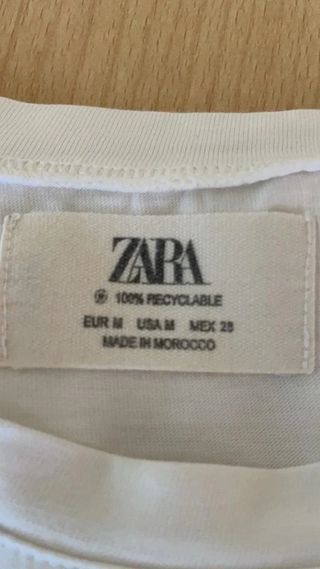 ZARA
® 100% RECYCLABLE
EUR M USA M MEX 28
MADE IN MOROCCO